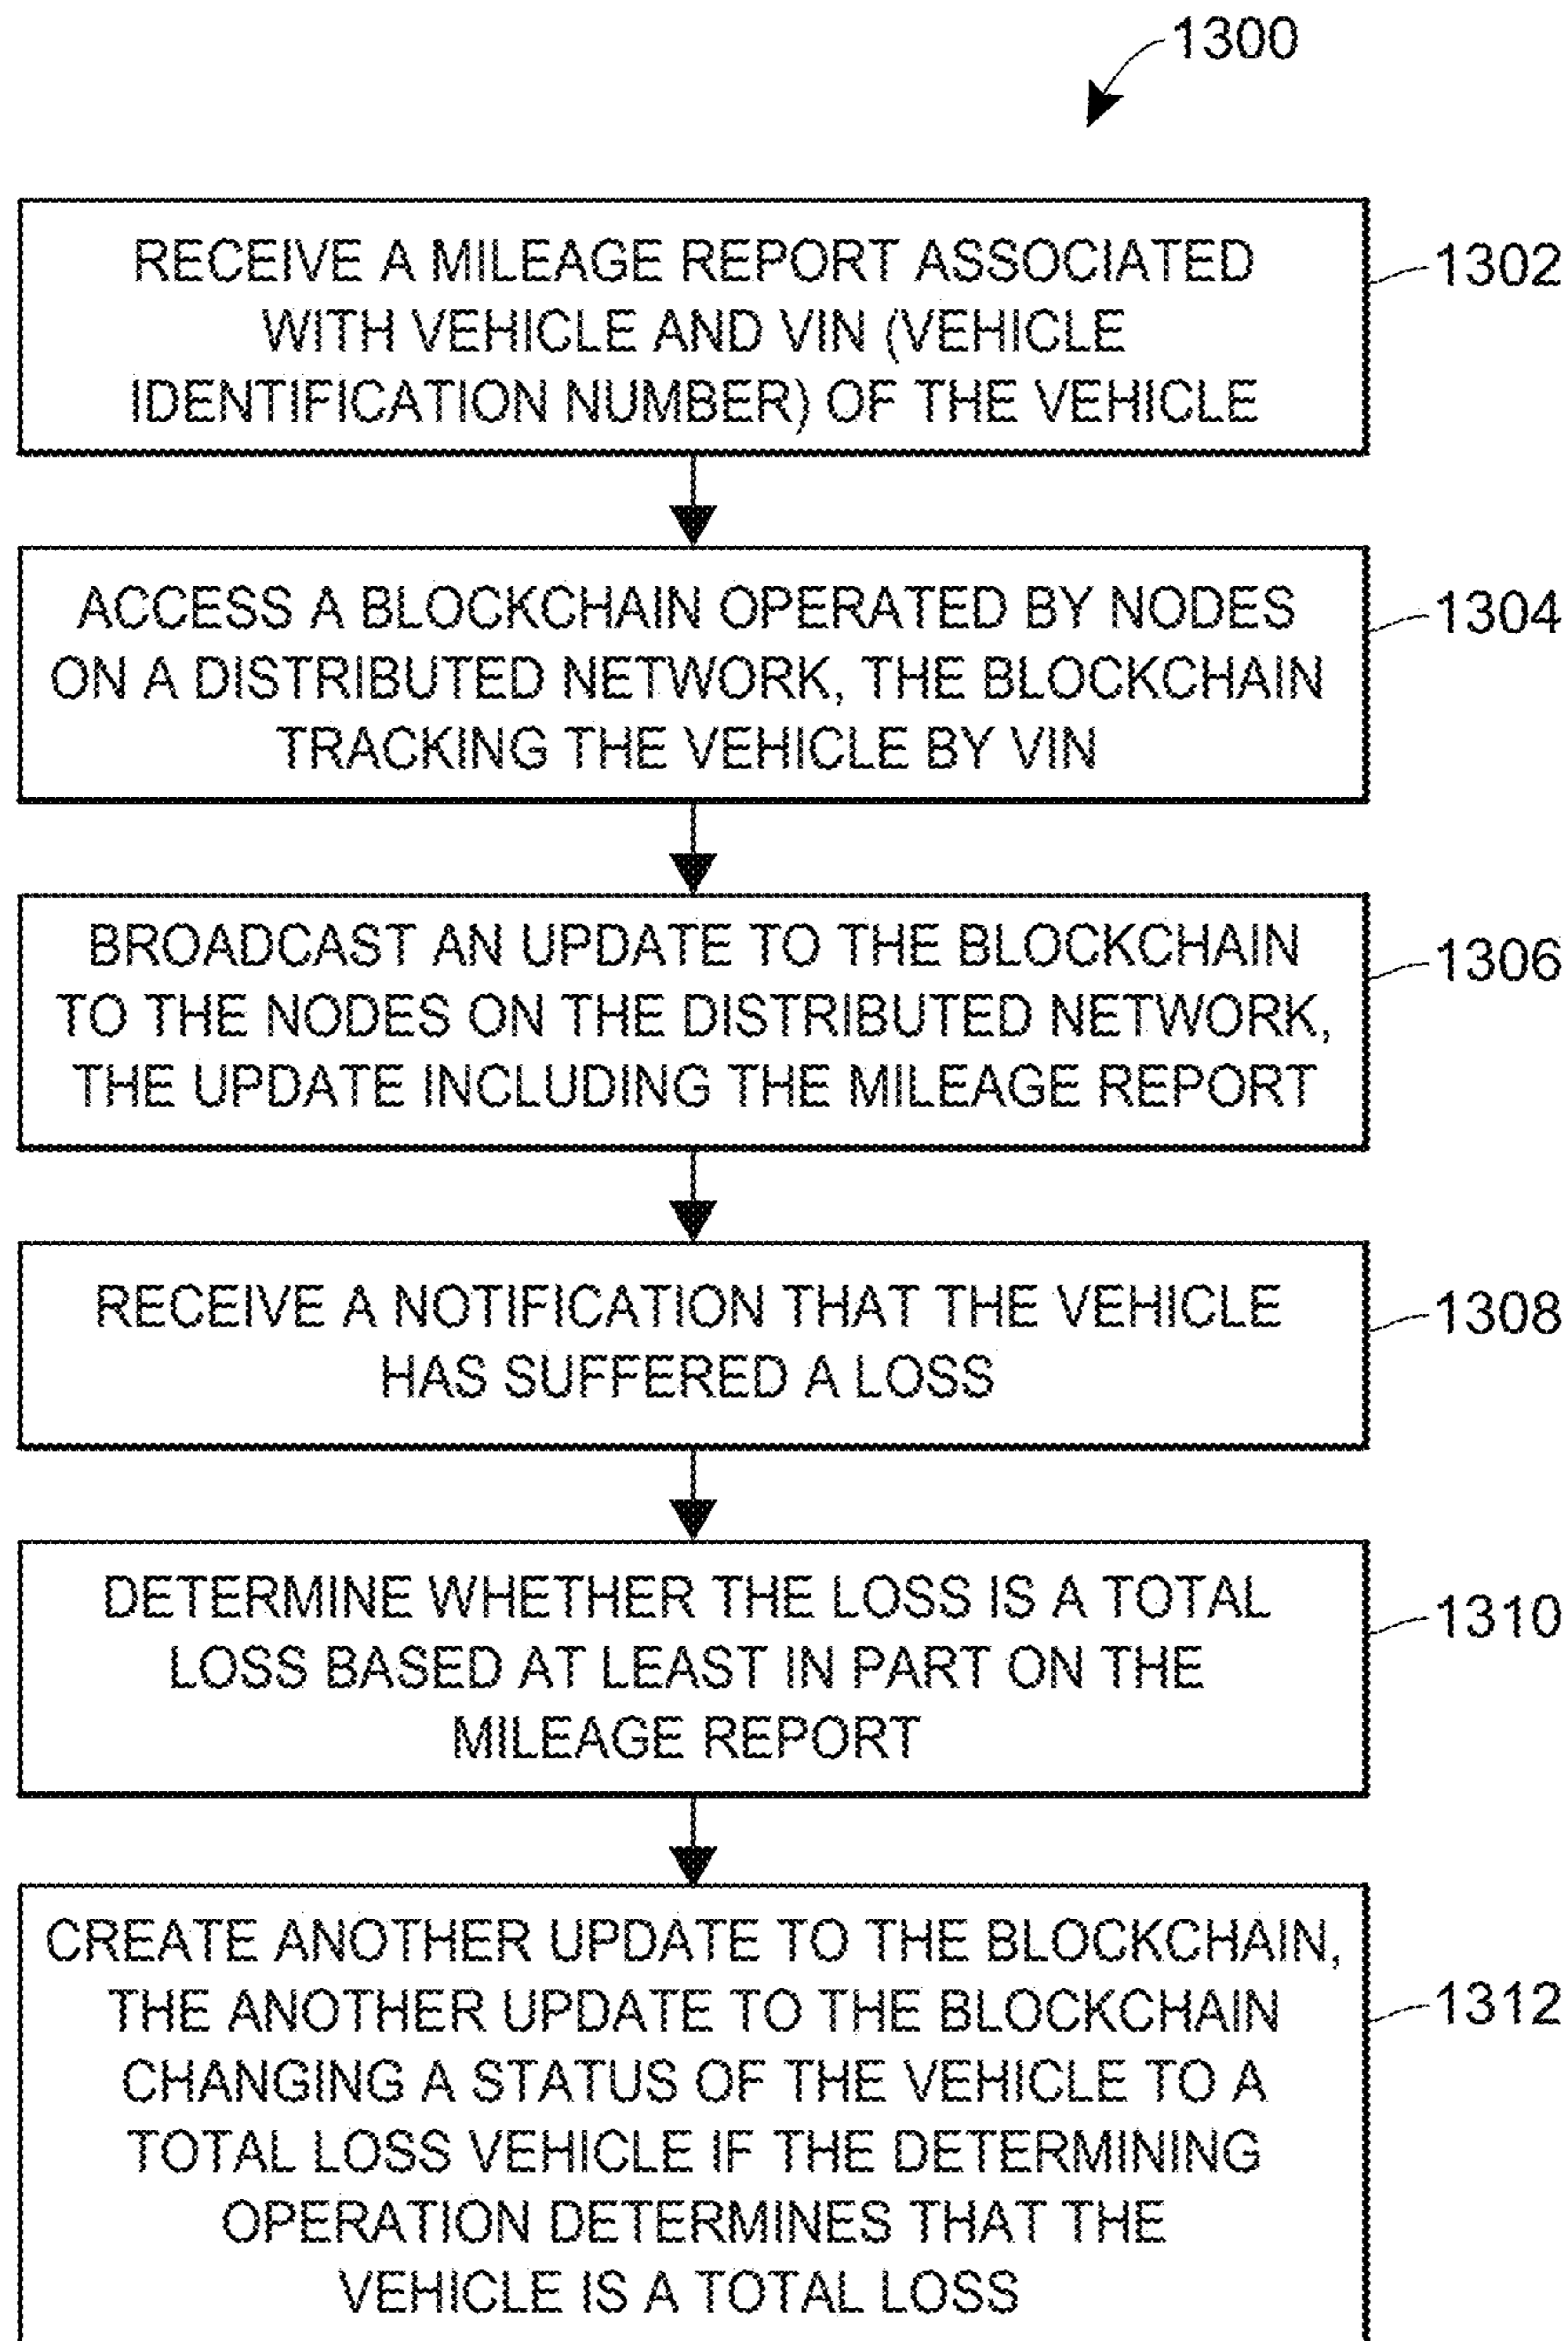 1300
RECEIVE A MILEAGE REPORT ASSOCIATED
WITH VEHICLE AND VIN (VEHICLE
IDENTIFICATION NUMBER) OF THE VEHICLE
1302
ACCESS A BLOCKCHAIN OPERATED BY NODES
ON A DISTRIBUTED NETWORK, THE BLOCKCHAIN
TRACKING THE VEHICLE BY VIN
1304
BROADCAST AN UPDATE TO THE BLOCKCHAIN
TO THE NODES ON THE DISTRIBUTED NETWORK,
THE UPDATE INCLUDING THE MILEAGE REPORT
1306
RECEIVE A NOTIFICATION THAT THE VEHICLE
HAS SUFFERED A LOSS
1308
DETERMINE WHETHER THE LOSS IS A TOTAL
LOSS BASED AT LEAST IN PART ON THE
MILEAGE REPORT
1310
CREATE ANOTHER UPDATE TO THE BLOCKCHAIN,
THE ANOTHER UPDATE TO THE BLOCKCHAIN
CHANGING A STATUS OF THE VEHICLE TO A
TOTAL LOSS VEHICLE IF THE DETERMINING
OPERATION DETERMINES THAT THE
VEHICLE IS A TOTAL LOSS
1312